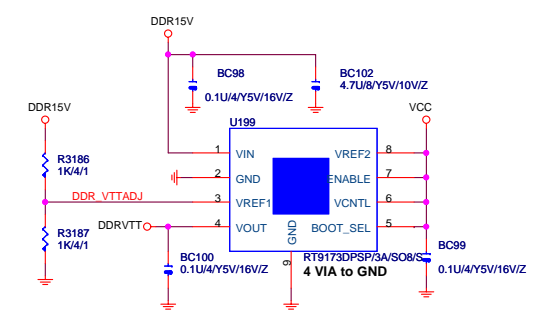 DDR15V
BC98
0.1U/4/Y5V/16V/Z
BC102
4.7U/8/Y5V/10V/Z
DDR15V
VCC
U199
R3186
1K/4/1
1 VIN
VREF2 8
2 GND
ENABLE 7
DDR_VTTADJ
3 VREF1
VCNTL 6
DDRVTT
4 VOUT
BOOT_SEL 5
GND
9
R3187
1K/4/1
BC100
0.1U/4/Y5V/16V/Z
RT9173DPSP/3A/SO8/S
4 VIA to GND
BC99
0.1U/4/Y5V/16V/Z